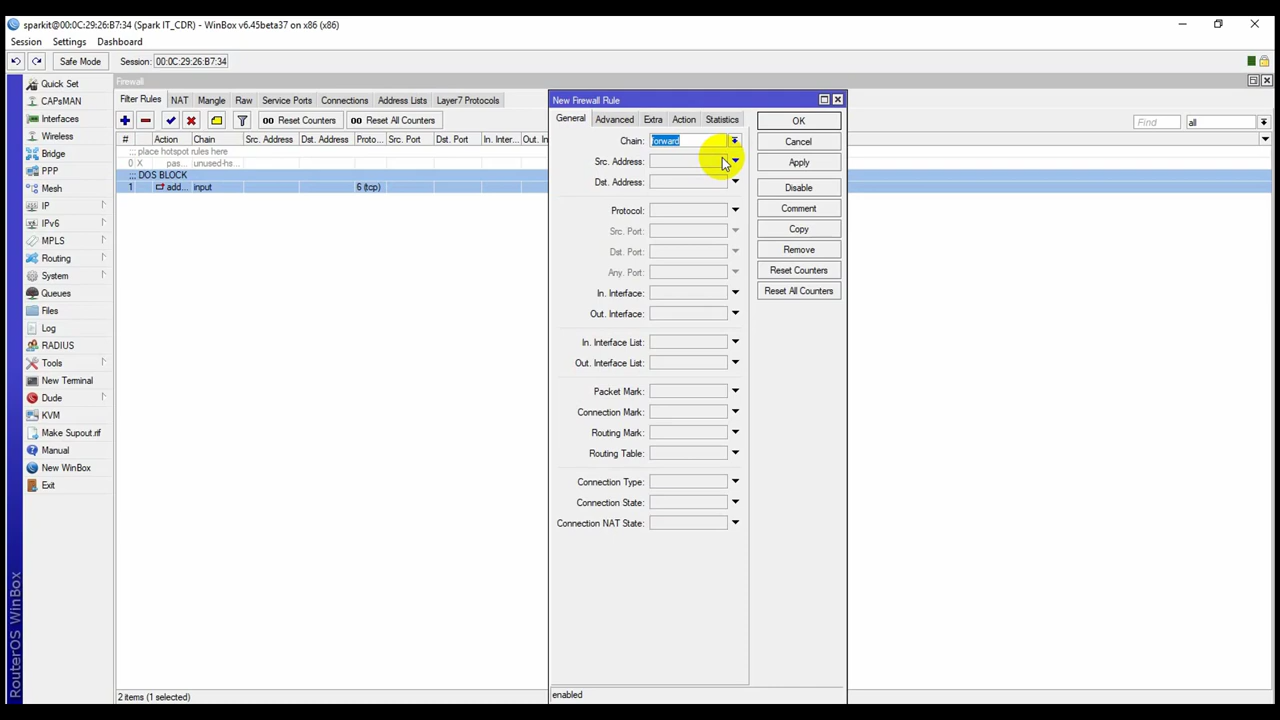 sparkit@00:0C:29:26:B7:34 (Spark IT_CDR) - WinBox v6.45beta37 on x86 (x86)
Session Settings Dashboard
Safe Mode Session: 00:0C:29:26:B7:34
Quick Set
CAPsMAN
Interfaces
Wireless
Bridge
PPP
Mesh
IP
IPv6
MPLS
Routing
System
Queues
Files
Log
RADIUS
Tools
New Terminal
Dude
KVM
Make Supout.rif
Manual
New WinBox
Exit
RouterOS WinBox
Firewall
Filter Rules NAT Mangle Raw Service Ports Connections Address Lists Layer7 Protocols
00 Reset Counters 00 Reset All Counters
Find all
# Action Chain Src. Address Dst. Address Proto... Src. Port Dst. Port In. Inter... Out. In
::: place hotspot rules here
0 X pas... unused-hs...
::: DOS BLOCK
1 add... input 6 (tcp)
2 items (1 selected)
New Firewall Rule
General Advanced Extra Action Statistics
Chain: forward
Src. Address:
Dst. Address:
Protocol:
Src. Port:
Dst. Port:
Any. Port:
In. Interface:
Out. Interface:
In. Interface List:
Out. Interface List:
Packet Mark:
Connection Mark:
Routing Mark:
Routing Table:
Connection Type:
Connection State:
Connection NAT State:
OK
Cancel
Apply
Disable
Comment
Copy
Remove
Reset Counters
Reset All Counters
enabled